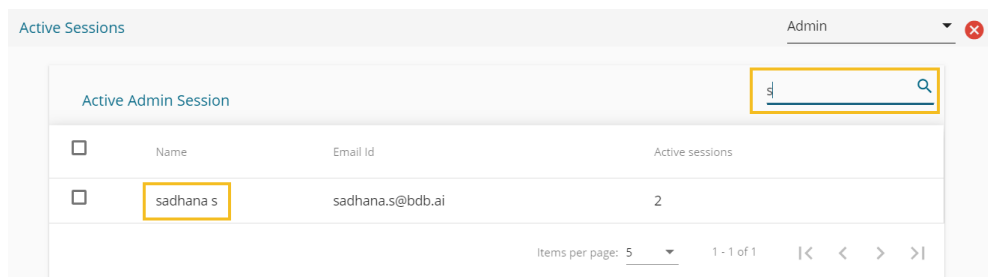 Active Sessions Admin
Active Admin Session s
Name Email Id Active sessions
sadhana s sadhana.s@bdb.ai 2
Items per page: 5 1 - 1 of 1